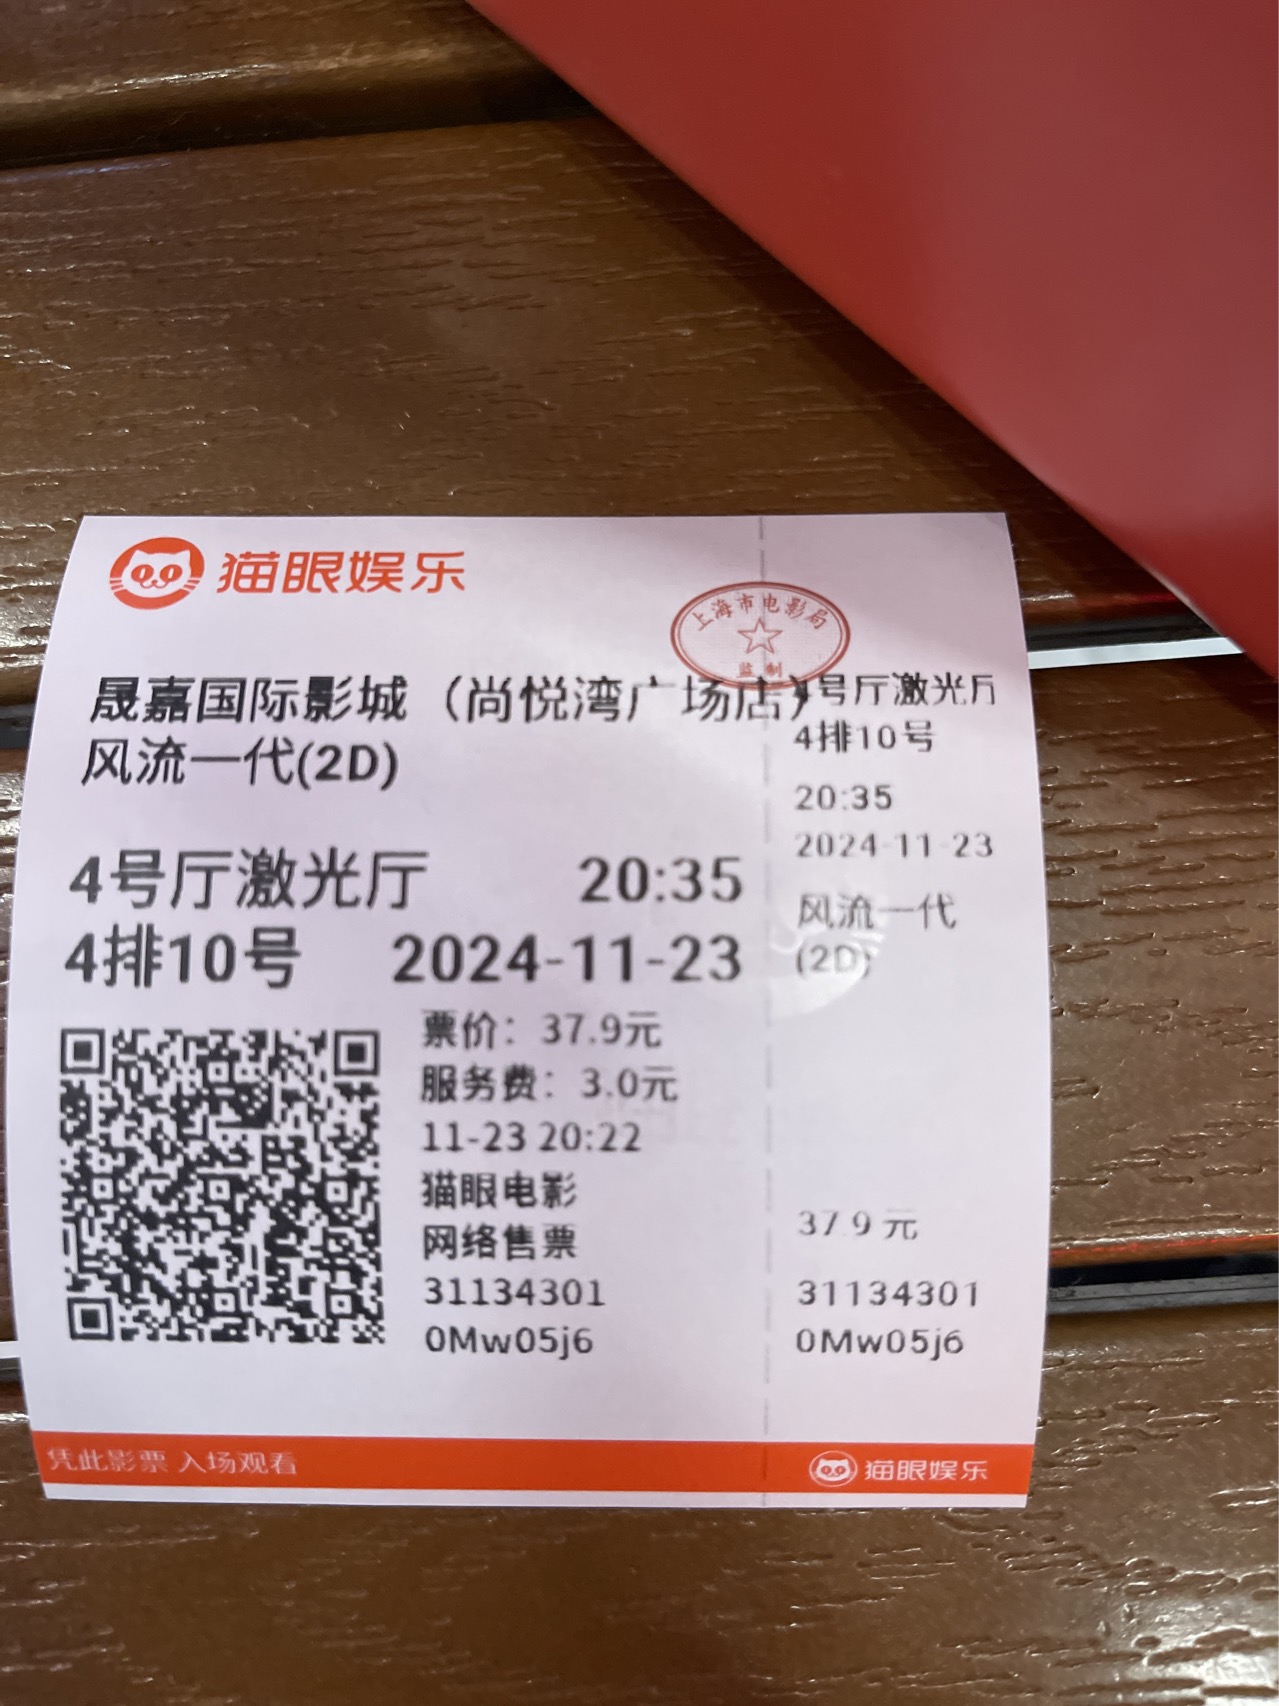 猫眼娱乐
上海市电影局
监制
晟嘉国际影城（尚悦湾广场店）
风流一代(2D)
4号厅激光厅 20:35
4排10号 2024-11-23
票价：37.9元
服务费：3.0元
11-23 20:22
猫眼电影
网络售票
31134301
0Mw05j6
4号厅激光厅
4排10号
20:35
2024-11-23
风流一代
(2D)
37.9元
31134301
0Mw05j6
凭此影票 入场观看
猫眼娱乐